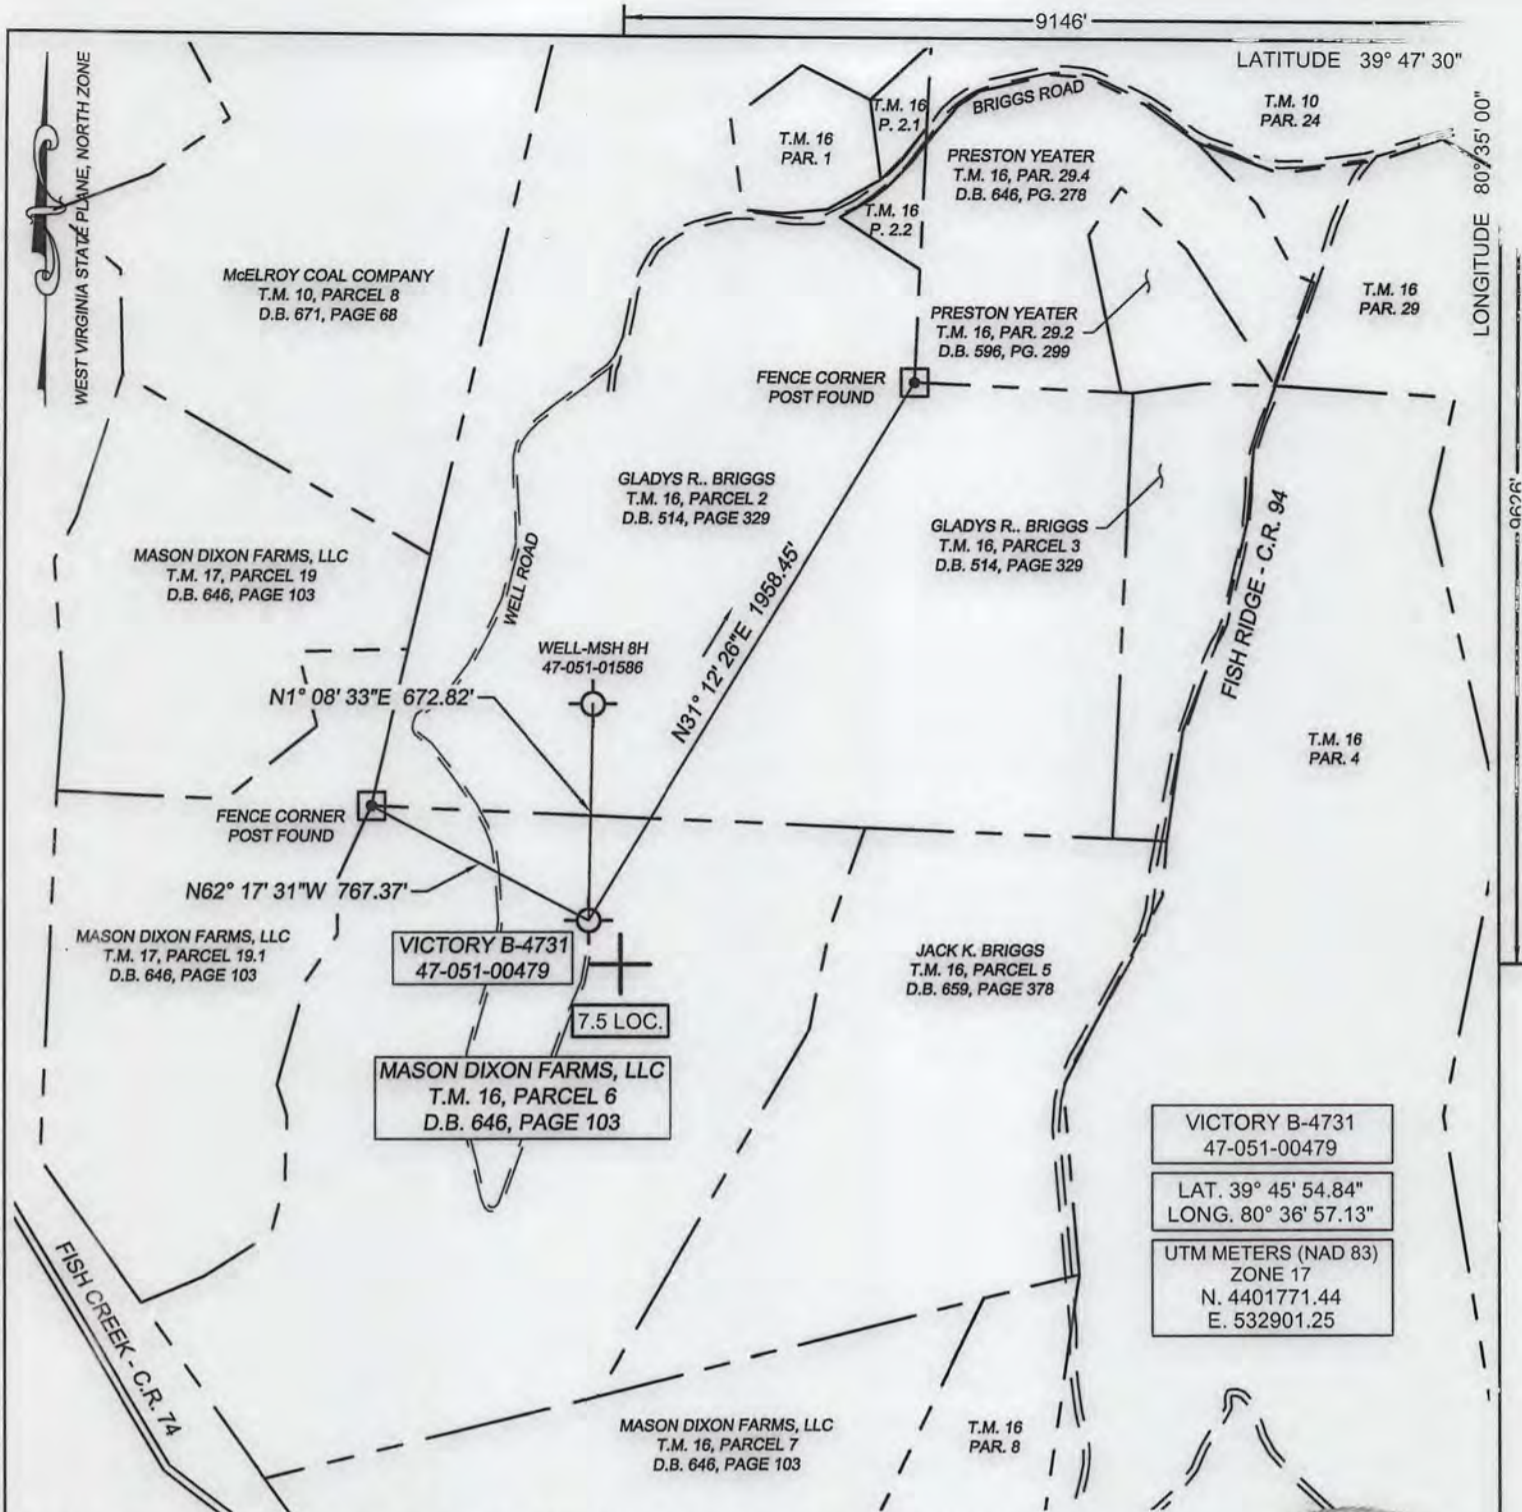 9146'
LATITUDE 39° 47' 30"
LONGITUDE 80° 35' 00"
9626'
WEST VIRGINIA STATE PLANE, NORTH ZONE
T.M. 16
PAR. 1
T.M. 16
P. 2.1
BRIGGS ROAD
T.M. 10
PAR. 24
PRESTON YEATER
T.M. 16, PAR. 29.4
D.B. 646, PG. 278
T.M. 16
P. 2.2
McELROY COAL COMPANY
T.M. 10, PARCEL 8
D.B. 671, PAGE 68
T.M. 16
PAR. 29
PRESTON YEATER
T.M. 16, PAR. 29.2
D.B. 596, PG. 299
FENCE CORNER
POST FOUND
GLADYS R.. BRIGGS
T.M. 16, PARCEL 2
D.B. 514, PAGE 329
GLADYS R.. BRIGGS
T.M. 16, PARCEL 3
D.B. 514, PAGE 329
MASON DIXON FARMS, LLC
T.M. 17, PARCEL 19
D.B. 646, PAGE 103
WELL ROAD
FISH RIDGE - C.R. 94
WELL-MSH 8H
47-051-01586
N31° 12' 26"E 1958.45'
N1° 08' 33"E 672.82'
T.M. 16
PAR. 4
FENCE CORNER
POST FOUND
N62° 17' 31"W 767.37'
MASON DIXON FARMS, LLC
T.M. 17, PARCEL 19.1
D.B. 646, PAGE 103
VICTORY B-4731
47-051-00479
JACK K. BRIGGS
T.M. 16, PARCEL 5
D.B. 659, PAGE 378
7.5 LOC.
MASON DIXON FARMS, LLC
T.M. 16, PARCEL 6
D.B. 646, PAGE 103
VICTORY B-4731
47-051-00479
LAT. 39° 45' 54.84"
LONG. 80° 36' 57.13"
UTM METERS (NAD 83)
ZONE 17
N. 4401771.44
E. 532901.25
FISH CREEK - C.R. 74
MASON DIXON FARMS, LLC
T.M. 16, PARCEL 7
D.B. 646, PAGE 103
T.M. 16
PAR. 8